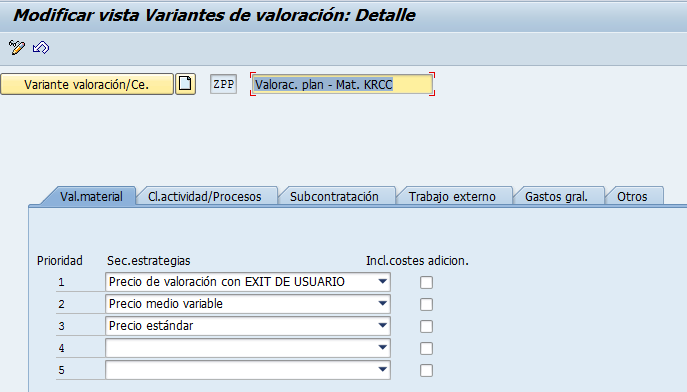 Modificar vista Variantes de valoración: Detalle
Variante valoración/Ce. ZPP Valorac. plan - Mat. KRCC
Val.material Cl.actividad/Procesos Subcontratación Trabajo externo Gastos gral. Otros
Prioridad Sec.estrategias Incl.costes adicion.
1 Precio de valoración con EXIT DE USUARIO
2 Precio medio variable
3 Precio estándar
4
5